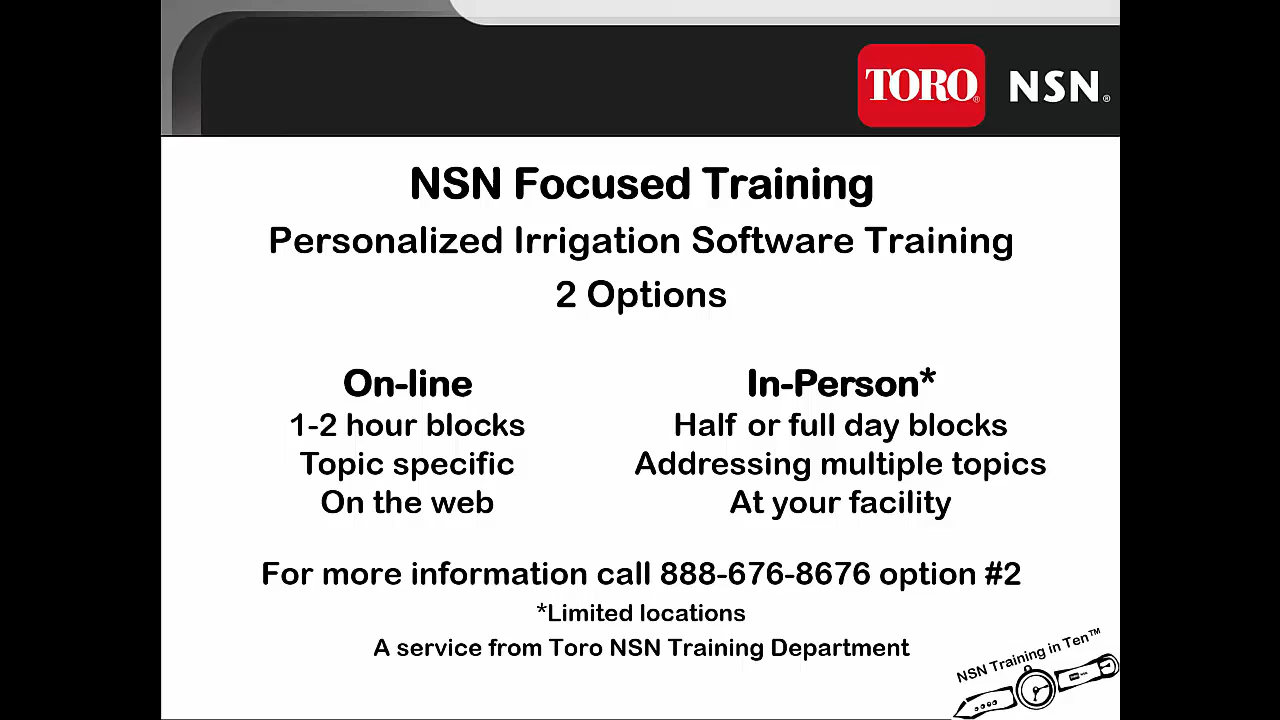 TORO® NSN®
NSN Focused Training
Personalized Irrigation Software Training
2 Options
On-line
1-2 hour blocks
Topic specific
On the web
In-Person*
Half or full day blocks
Addressing multiple topics
At your facility
For more information call 888-676-8676 option #2
*Limited locations
A service from Toro NSN Training Department
NSN Training in Ten™